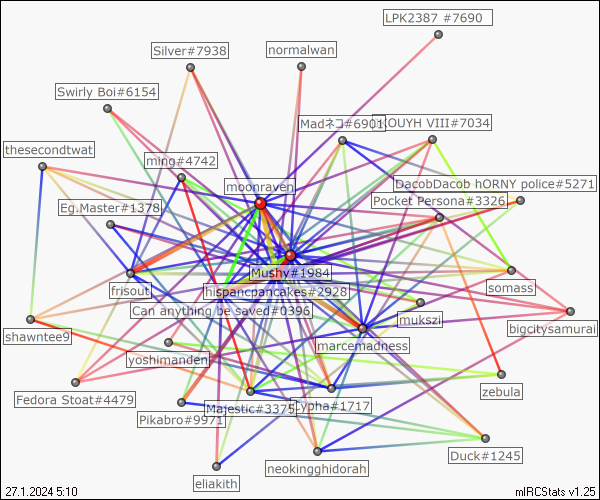 LPK2387 #7690
Silver#7938
normalwan
Swirly Boi#6154
Madネコ#6901
KOUYH VIII#7034
thesecondtwat
ming#4742
moonraven
DacobDacob hORNY police#5271
Pocket Persona#3326
Eg.Master#1378
Mushy#1984
frisout
hispancpancakes#2928
somass
Can anything be saved#0396
mukszi
bigcitysamurai
shawntee9
marcemadness
yoshimanden
zebula
Fedora Stoat#4479
Majestic#3375
Lypha#1717
Pikabro#9971
Duck#1245
neokingghidorah
eliakith
27.1.2024 5:10
mIRCStats v1.25